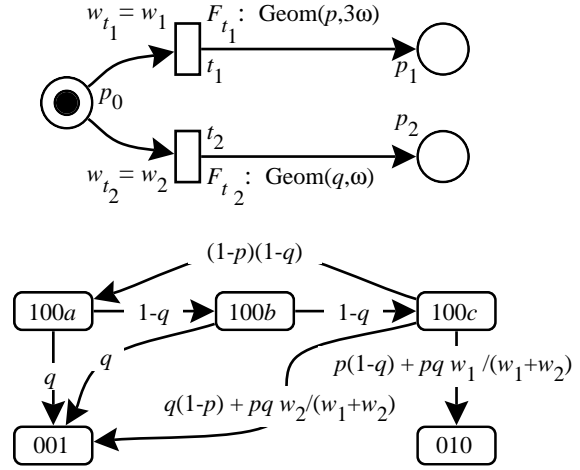 w_{t_1} = w_1 F_{t_1}: Geom(p,3ω)
p_0 t_1 p_1
t_2 p_2
w_{t_2} = w_2 F_{t_2}: Geom(q,ω)
(1-p)(1-q)
100a 1-q 100b 1-q 100c
q q p(1-q) + pq w_1 /(w_1+w_2)
q(1-p) + pq w_2/(w_1+w_2)
001 010